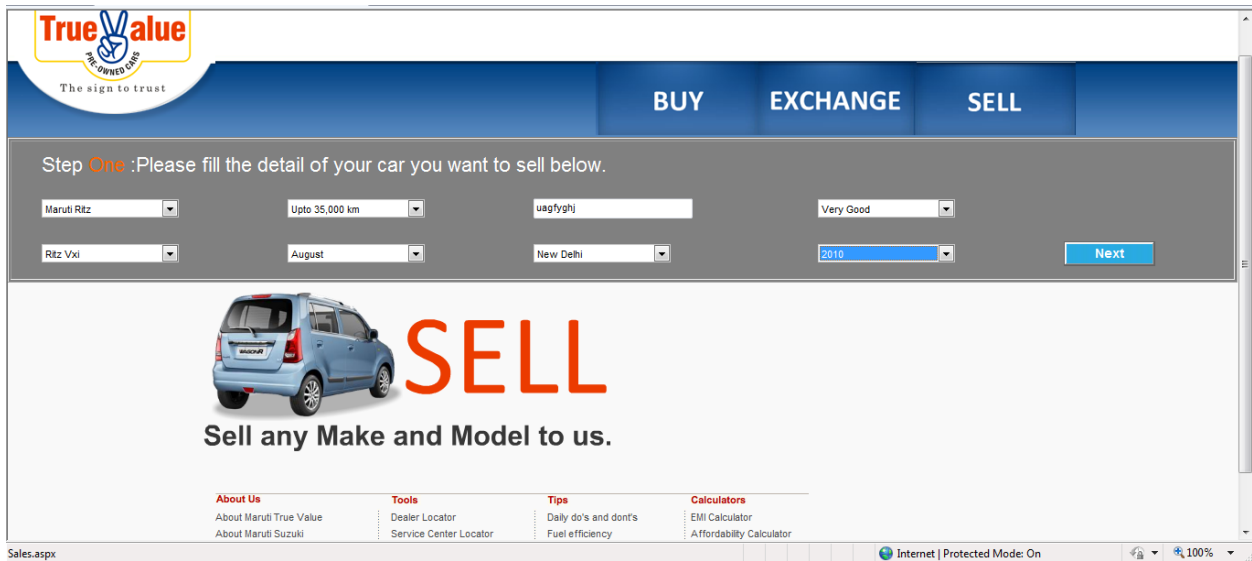 True Value
PRE-OWNED CARS
The sign to trust
BUY EXCHANGE SELL
Step One :Please fill the detail of your car you want to sell below.
Maruti Ritz Upto 35,000 km uagfyghj Very Good
Ritz Vxi August New Delhi 2010 Next
WAGONR
SELL
Sell any Make and Model to us.
About Us Tools Tips Calculators
About Maruti True Value Dealer Locator Daily do's and dont's EMI Calculator
About Maruti Suzuki Service Center Locator Fuel efficiency Affordability Calculator
Sales.aspx Internet | Protected Mode: On 100%